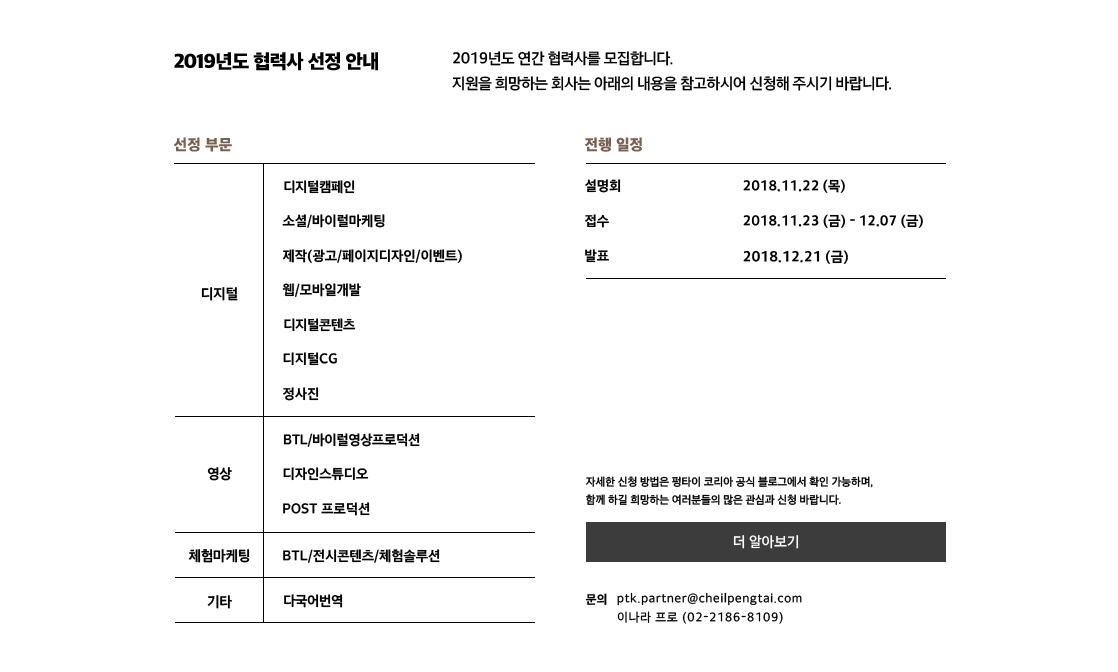 2019년도 협력사 선정 안내
2019년도 연간 협력사를 모집합니다.
지원을 희망하는 회사는 아래의 내용을 참고하시어 신청해 주시기 바랍니다.
선정 부문
디지털
디지털캠페인
소셜/바이럴마케팅
제작(광고/페이지디자인/이벤트)
웹/모바일개발
디지털콘텐츠
디지털CG
정사진
영상
BTL/바이럴영상프로덕션
디자인스튜디오
POST 프로덕션
체험마케팅
BTL/전시콘텐츠/체험솔루션
기타
다국어번역
전행 일정
설명회 2018.11.22 (목)
접수 2018.11.23 (금) - 12.07 (금)
발표 2018.12.21 (금)
자세한 신청 방법은 펑타이 코리아 공식 블로그에서 확인 가능하며,
함께 하길 희망하는 여러분들의 많은 관심과 신청 바랍니다.
더 알아보기
문의 ptk.partner@cheilpengtai.com
이나라 프로 (02-2186-8109)